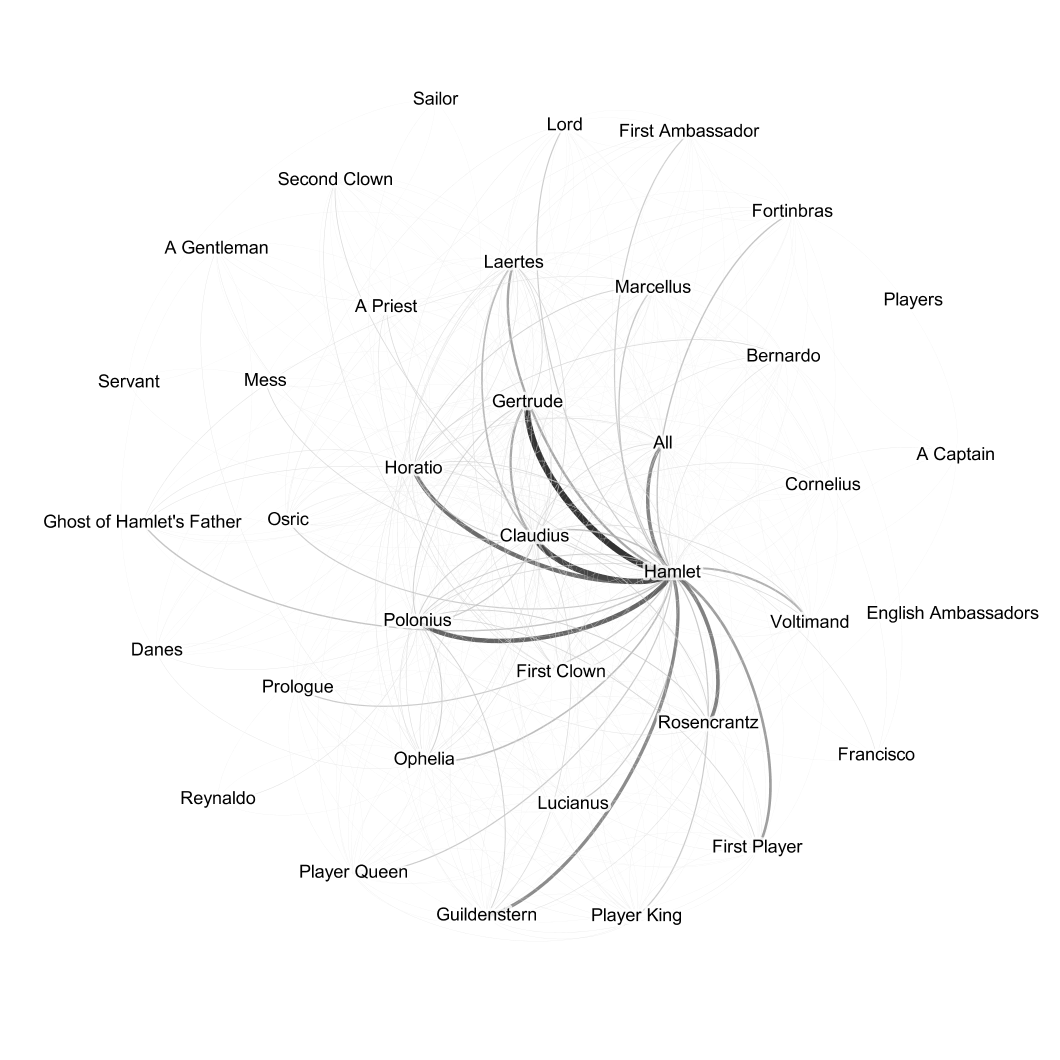 Sailor
Lord
First Ambassador
Second Clown
Fortinbras
A Gentleman
Laertes
Marcellus
Players
A Priest
Bernardo
Servant
Mess
Gertrude
All
A Captain
Horatio
Cornelius
Ghost of Hamlet's Father
Osric
Claudius
Hamlet
English Ambassadors
Polonius
Voltimand
Danes
First Clown
Prologue
Rosencrantz
Ophelia
Francisco
Reynaldo
Lucianus
First Player
Player Queen
Guildenstern
Player King